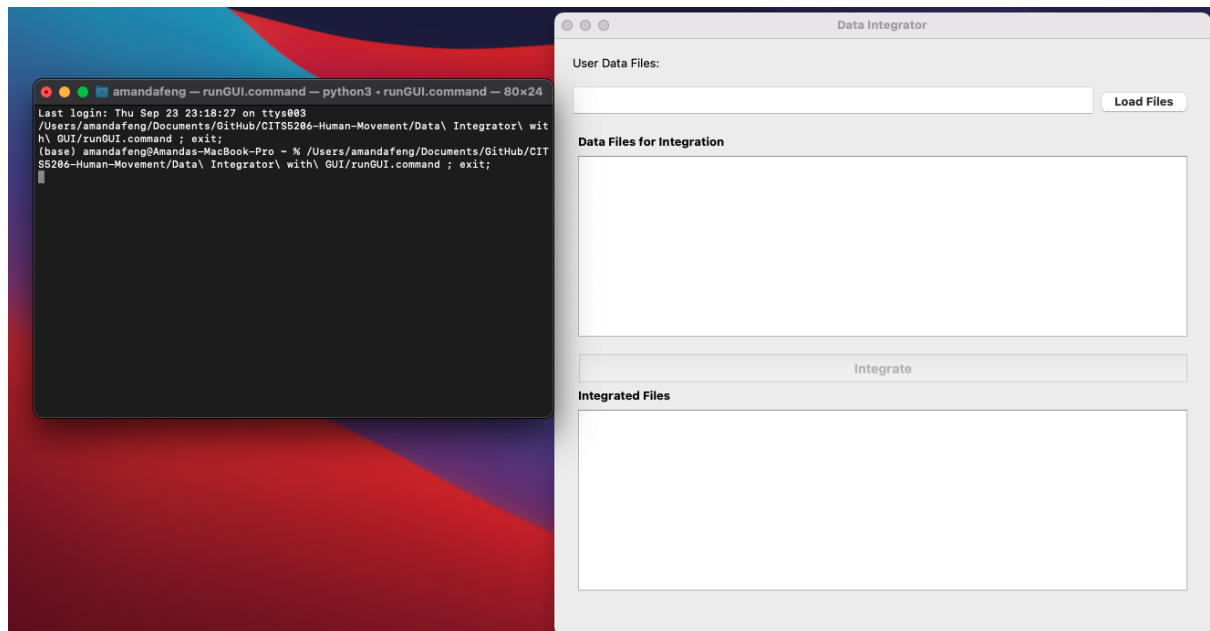 amandafeng — runGUI.command — python3 ◂ runGUI.command — 80×24
Last login: Thu Sep 23 23:18:27 on ttys003
/Users/amandafeng/Documents/GitHub/CITS5206-Human-Movement/Data\ Integrator\ wit
h\ GUI/runGUI.command ; exit;
(base) amandafeng@Amandas-MacBook-Pro ~ % /Users/amandafeng/Documents/GitHub/CIT
S5206-Human-Movement/Data\ Integrator\ with\ GUI/runGUI.command ; exit;
Data Integrator
User Data Files:
Load Files
Data Files for Integration
Integrate
Integrated Files